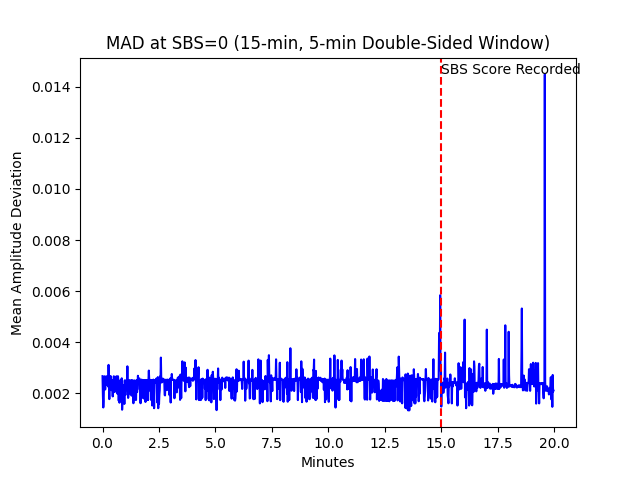 MAD at SBS=0 (15-min, 5-min Double-Sided Window)
SBS Score Recorded
0.014
0.012
0.010
0.008
0.006
0.004
0.002
Mean Amplitude Deviation
0.0 2.5 5.0 7.5 10.0 12.5 15.0 17.5 20.0
Minutes